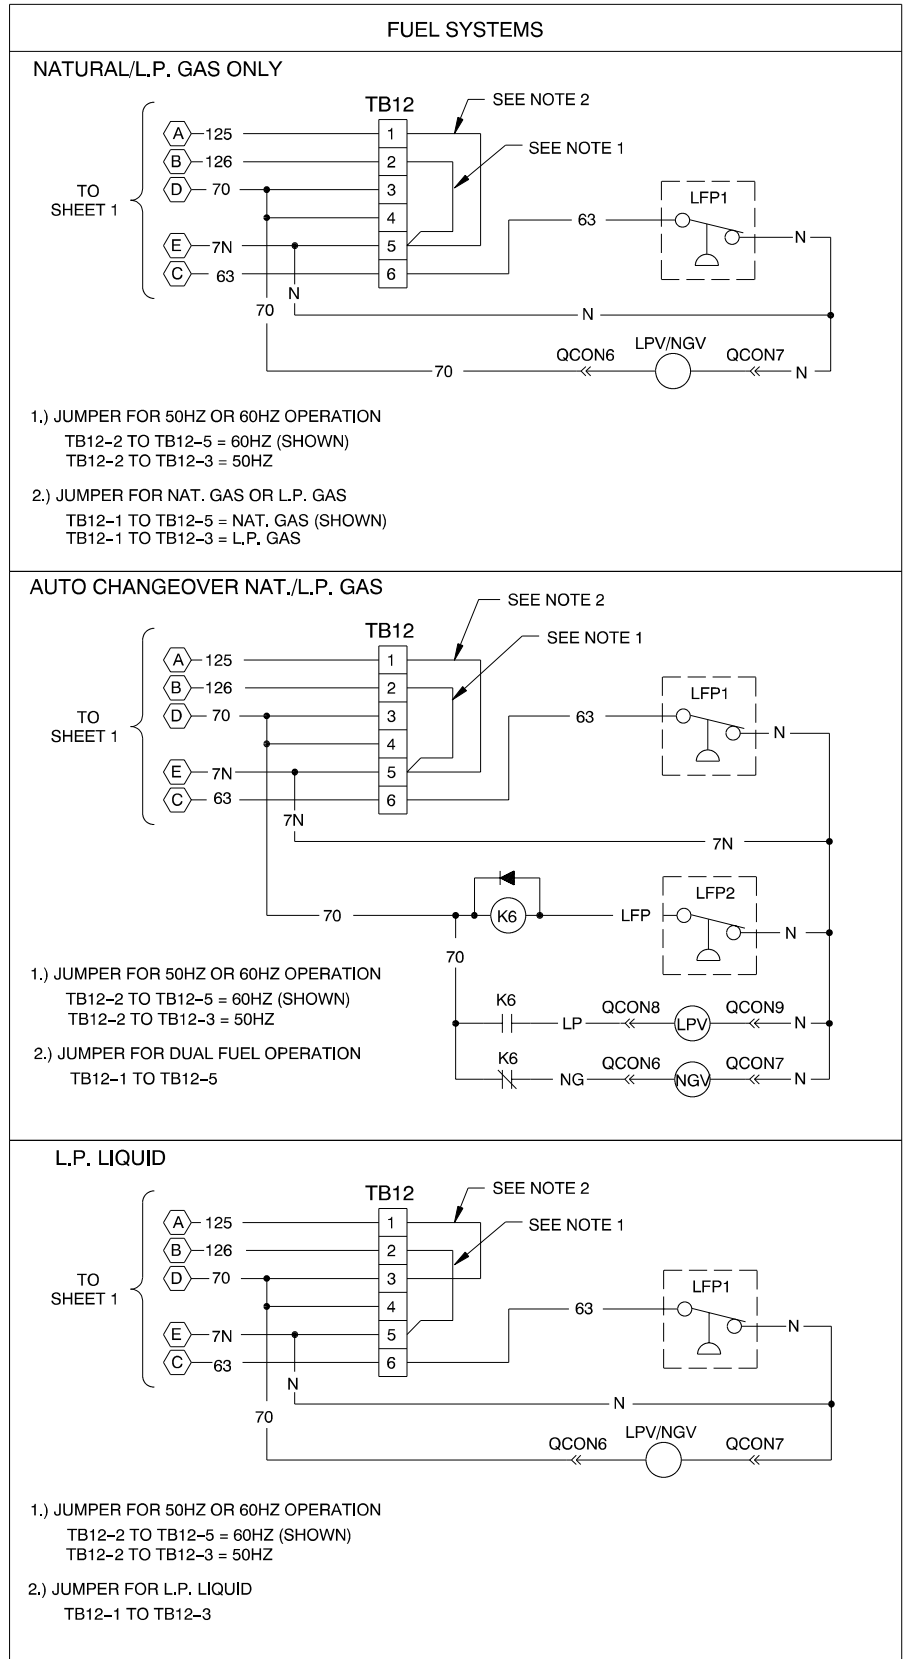 FUEL SYSTEMS
NATURAL/L.P. GAS ONLY
TB12
SEE NOTE 2
SEE NOTE 1
TO
SHEET 1
A 125 1
B 126 2
D 70 3
4
E 7N 5
C 63 6
63
LFP1
N
N
70
N
70
QCON6
LPV/NGV
QCON7
N
1.) JUMPER FOR 50HZ OR 60HZ OPERATION
TB12-2 TO TB12-5 = 60HZ (SHOWN)
TB12-2 TO TB12-3 = 50HZ
2.) JUMPER FOR NAT. GAS OR L.P. GAS
TB12-1 TO TB12-5 = NAT. GAS (SHOWN)
TB12-1 TO TB12-3 = L.P. GAS
AUTO CHANGEOVER NAT./L.P. GAS
TB12
SEE NOTE 2
SEE NOTE 1
TO
SHEET 1
A 125 1
B 126 2
D 70 3
4
E 7N 5
C 63 6
63
LFP1
N
7N
7N
70
K6
LFP
LFP2
N
70
K6
LP
QCON8
LPV
QCON9
N
K6
NG
QCON6
NGV
QCON7
N
1.) JUMPER FOR 50HZ OR 60HZ OPERATION
TB12-2 TO TB12-5 = 60HZ (SHOWN)
TB12-2 TO TB12-3 = 50HZ
2.) JUMPER FOR DUAL FUEL OPERATION
TB12-1 TO TB12-5
L.P. LIQUID
TB12
SEE NOTE 2
SEE NOTE 1
TO
SHEET 1
A 125 1
B 126 2
D 70 3
4
E 7N 5
C 63 6
63
LFP1
N
N
N
70
QCON6
LPV/NGV
QCON7
1.) JUMPER FOR 50HZ OR 60HZ OPERATION
TB12-2 TO TB12-5 = 60HZ (SHOWN)
TB12-2 TO TB12-3 = 50HZ
2.) JUMPER FOR L.P. LIQUID
TB12-1 TO TB12-3